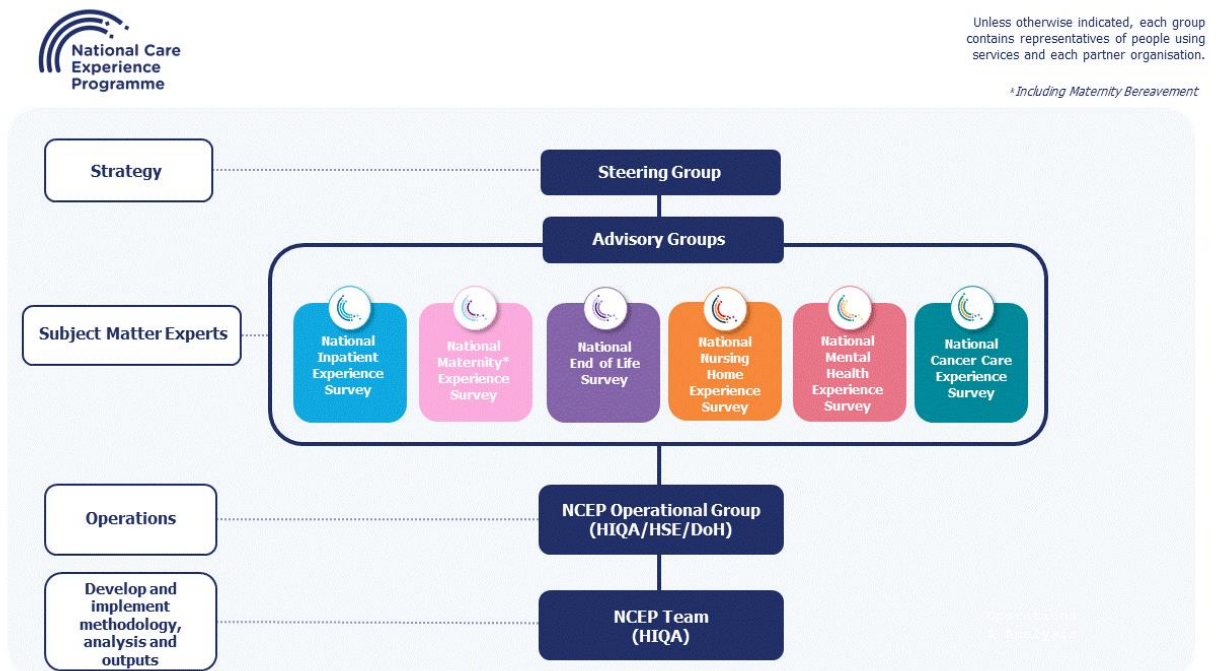 National Care
Experience
Programme
Unless otherwise indicated, each group
contains representatives of people using
services and each partner organisation.
*Including Maternity Bereavement
Strategy
Steering Group
Advisory Groups
Subject Matter Experts
National
Inpatient
Experience
Survey
National
Maternity*
Experience
Survey
National
End of Life
Survey
National
Nursing
Home
Experience
Survey
National
Mental
Health
Experience
Survey
National
Cancer Care
Experience
Survey
Operations
NCEP Operational Group
(HIQA/HSE/DoH)
Develop and
implement
methodology,
analysis and
outputs
NCEP Team
(HIQA)